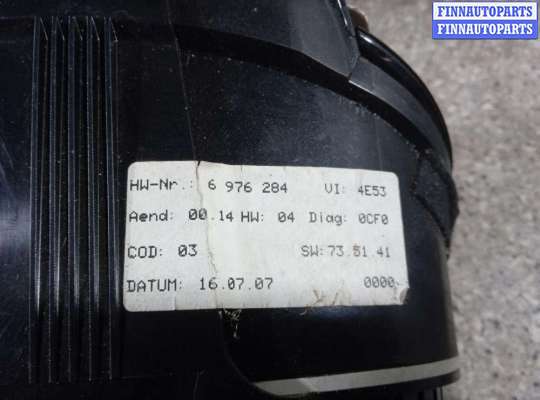 FINNAUTOPARTS
FINNAUTOPARTS
HW-Nr.: 6 976 284 VI: 4E53
Aend: 00.14 HW: 04 Diag: 0CF0
COD: 03 SW:73.51.41
DATUM: 16.07.07 0000